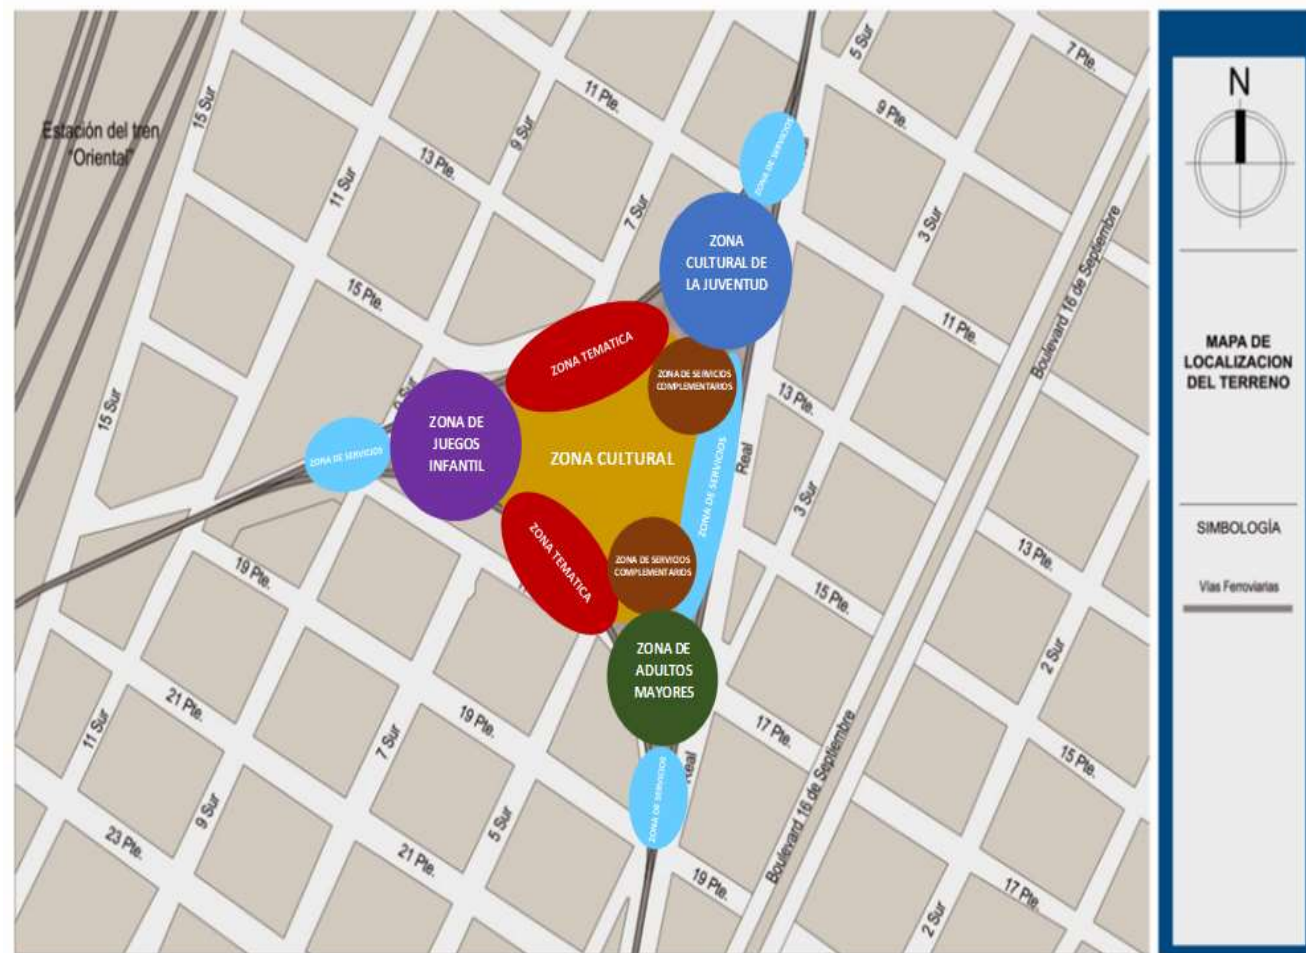 Estación del tren
"Oriental"
15 Sur
11 Sur
13 Pte.
9 Sur
11 Pte.
7 Sur
5 Sur
7 Pte.
9 Pte.
3 Sur
11 Pte.
Boulevard 16 de Septiembre
ZONA DE SERVICIOS
ZONA
CULTURAL DE
LA JUVENTUD
15 Pte.
ZONA TEMATICA
ZONA DE SERVICIOS
COMPLEMENTARIOS
13 Pte.
15 Sur
ZONA DE
JUEGOS
INFANTIL
ZONA DE SERVICIOS
ZONA CULTURAL
ZONA DE SERVICIOS
Real
3 Sur
ZONA TEMATICA
ZONA DE SERVICIOS
COMPLEMENTARIOS
19 Pte.
15 Pte.
13 Pte.
ZONA DE
ADULTOS
MAYORES
2 Sur
21 Pte.
11 Sur
7 Sur
19 Pte.
17 Pte.
15 Pte.
Real
ZONA DE SERVICIOS
Boulevard 16 de Septiembre
9 Sur
5 Sur
23 Pte.
21 Pte.
19 Pte.
17 Pte.
2 Sur
N
MAPA DE
LOCALIZACION
DEL TERRENO
SIMBOLOGÍA
Vías Ferroviarias